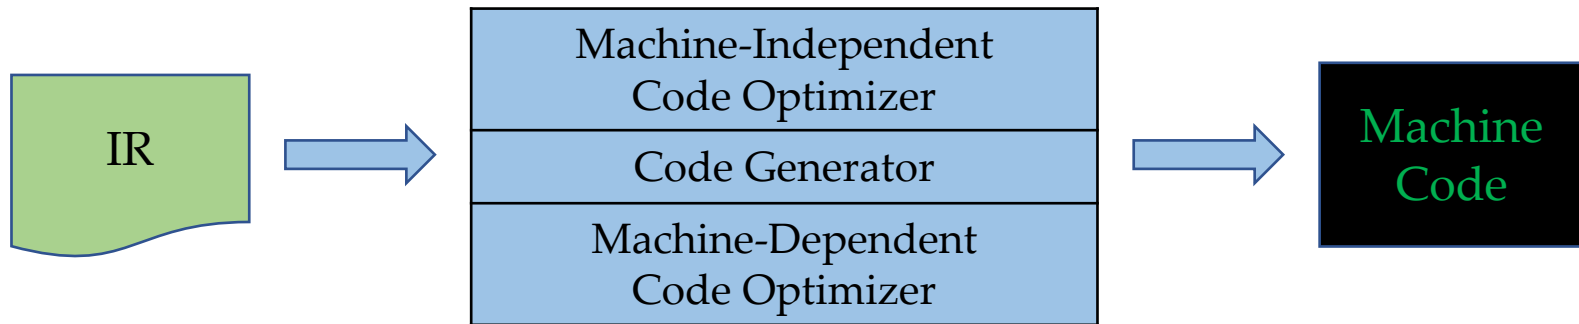 IR
Machine-Independent
Code Optimizer
Code Generator
Machine-Dependent
Code Optimizer
Machine
Code